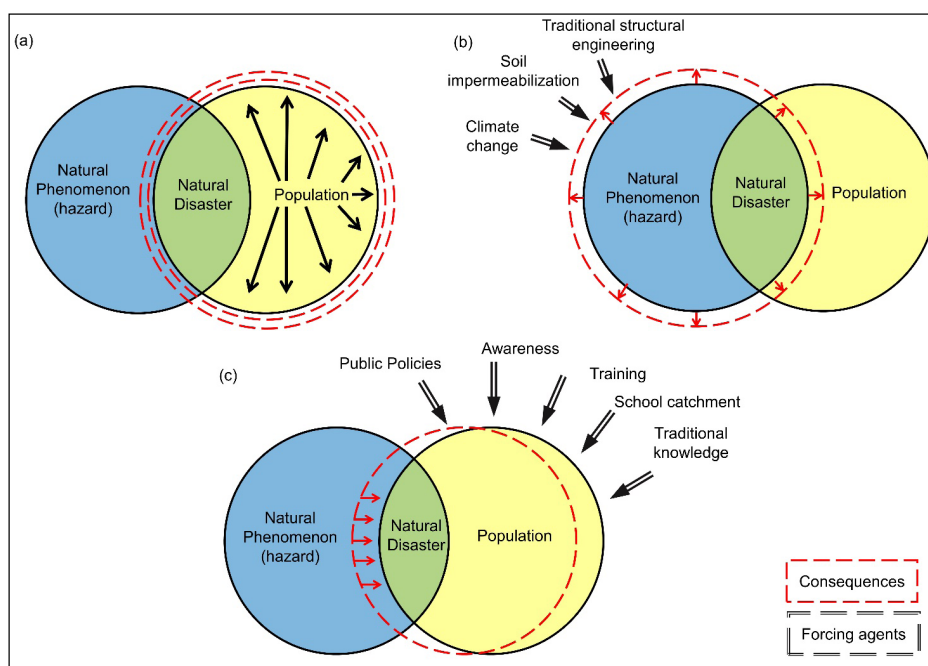 (a)
Natural
Phenomenon
(hazard)
Natural
Disaster
Population
(b)
Traditional structural
engineering
Soil
impermeabilization
Climate
change
Natural
Phenomenon
(hazard)
Natural
Disaster
Population
(c)
Public Policies
Awareness
Training
School catchment
Traditional
knowledge
Natural
Phenomenon
(hazard)
Natural
Disaster
Population
Consequences
Forcing agents